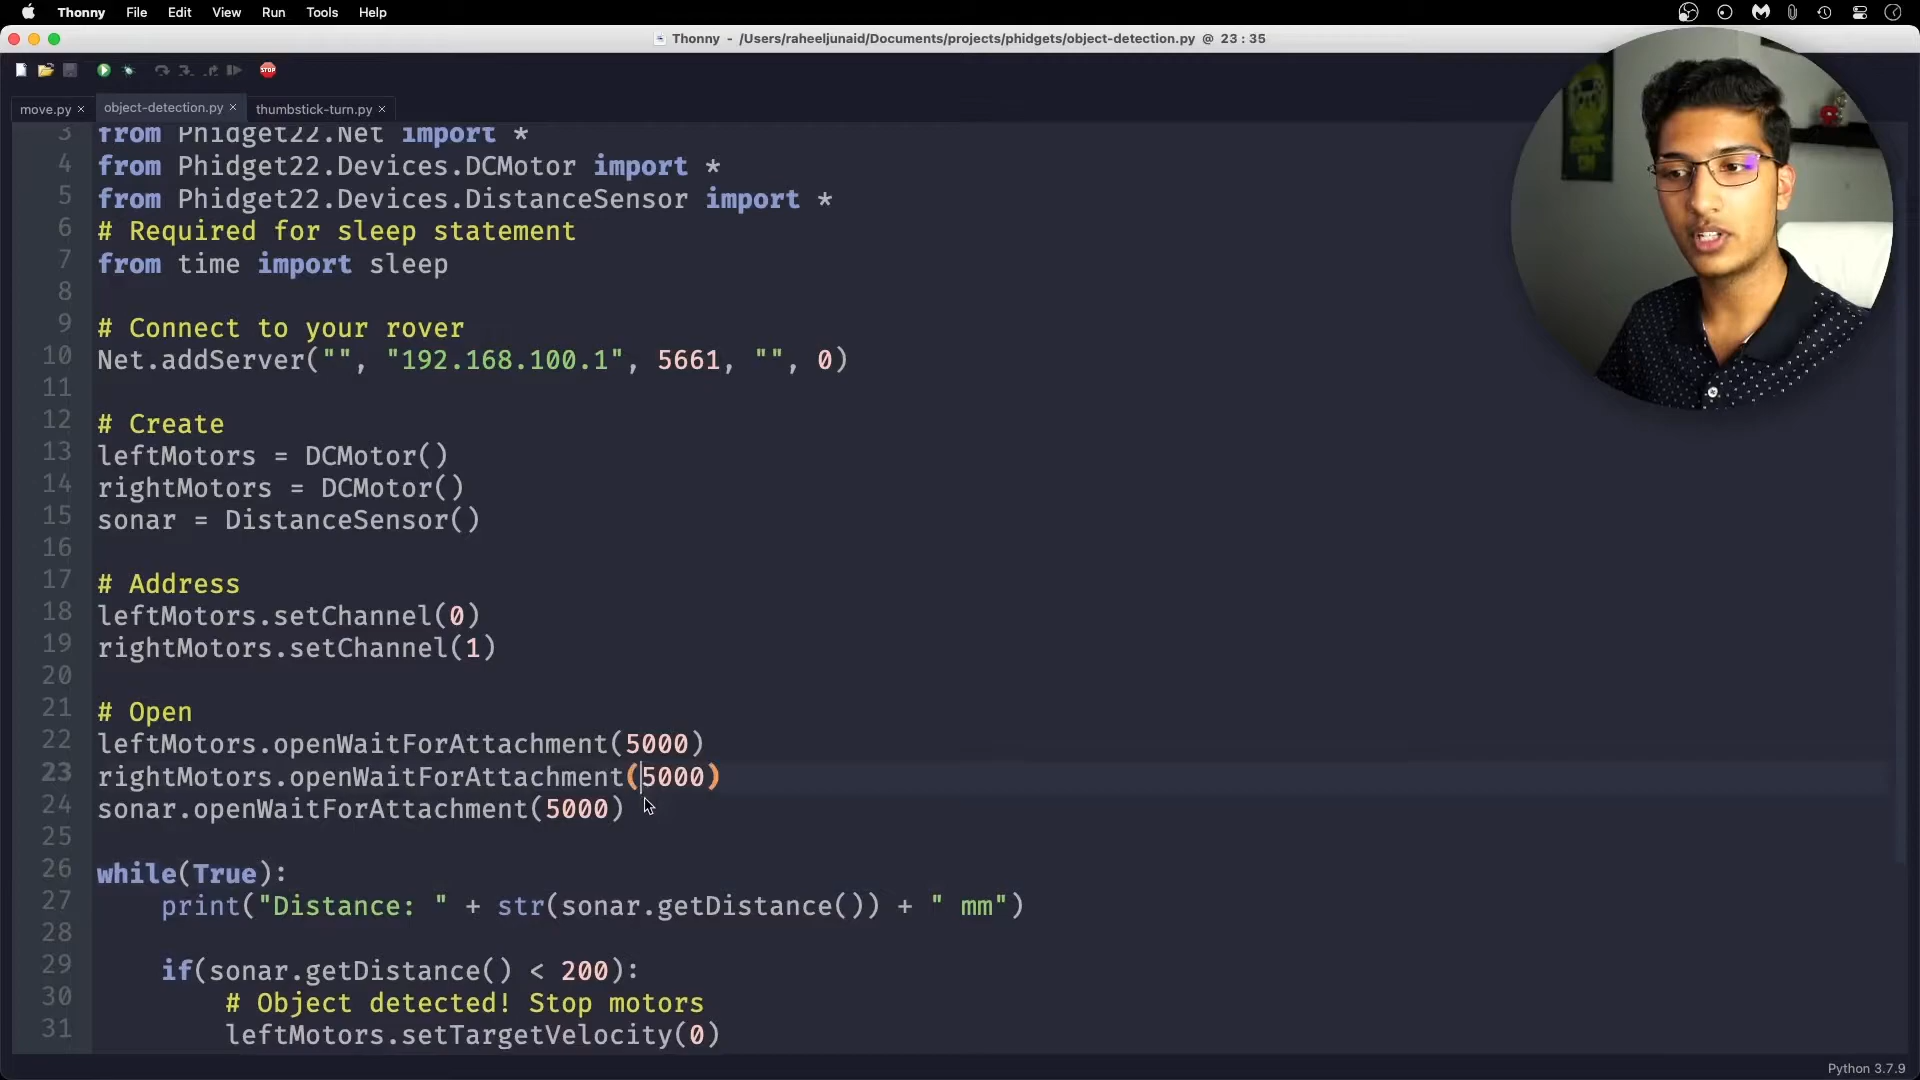 Thonny File Edit View Run Tools Help
Thonny - /Users/raheeljunaid/Documents/projects/phidgets/object-detection.py @ 23 : 35
STOP
move.py × object-detection.py × thumbstick-turn.py ×
3 from Phidget22.Net import *
4 from Phidget22.Devices.DCMotor import *
5 from Phidget22.Devices.DistanceSensor import *
6 # Required for sleep statement
7 from time import sleep
8
9 # Connect to your rover
10 Net.addServer("", "192.168.100.1", 5661, "", 0)
11
12 # Create
13 leftMotors = DCMotor()
14 rightMotors = DCMotor()
15 sonar = DistanceSensor()
16
17 # Address
18 leftMotors.setChannel(0)
19 rightMotors.setChannel(1)
20
21 # Open
22 leftMotors.openWaitForAttachment(5000)
23 rightMotors.openWaitForAttachment(5000)
24 sonar.openWaitForAttachment(5000)
25
26 while(True):
27 print("Distance: " + str(sonar.getDistance()) + " mm")
28
29 if(sonar.getDistance() < 200):
30 # Object detected! Stop motors
31 leftMotors.setTargetVelocity(0)
Python 3.7.9